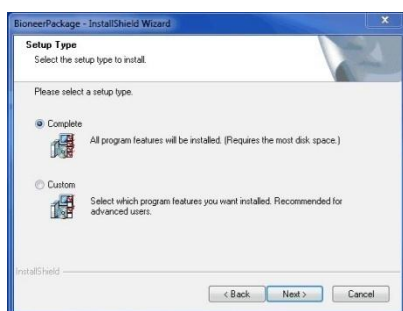 BioneerPackage - InstallShield Wizard
Setup Type
Select the setup type to install.
Please select a setup type.
Complete
All program features will be installed. (Requires the most disk space.)
Custom
Select which program features you want installed. Recommended for
advanced users.
InstallShield
< Back
Next >
Cancel